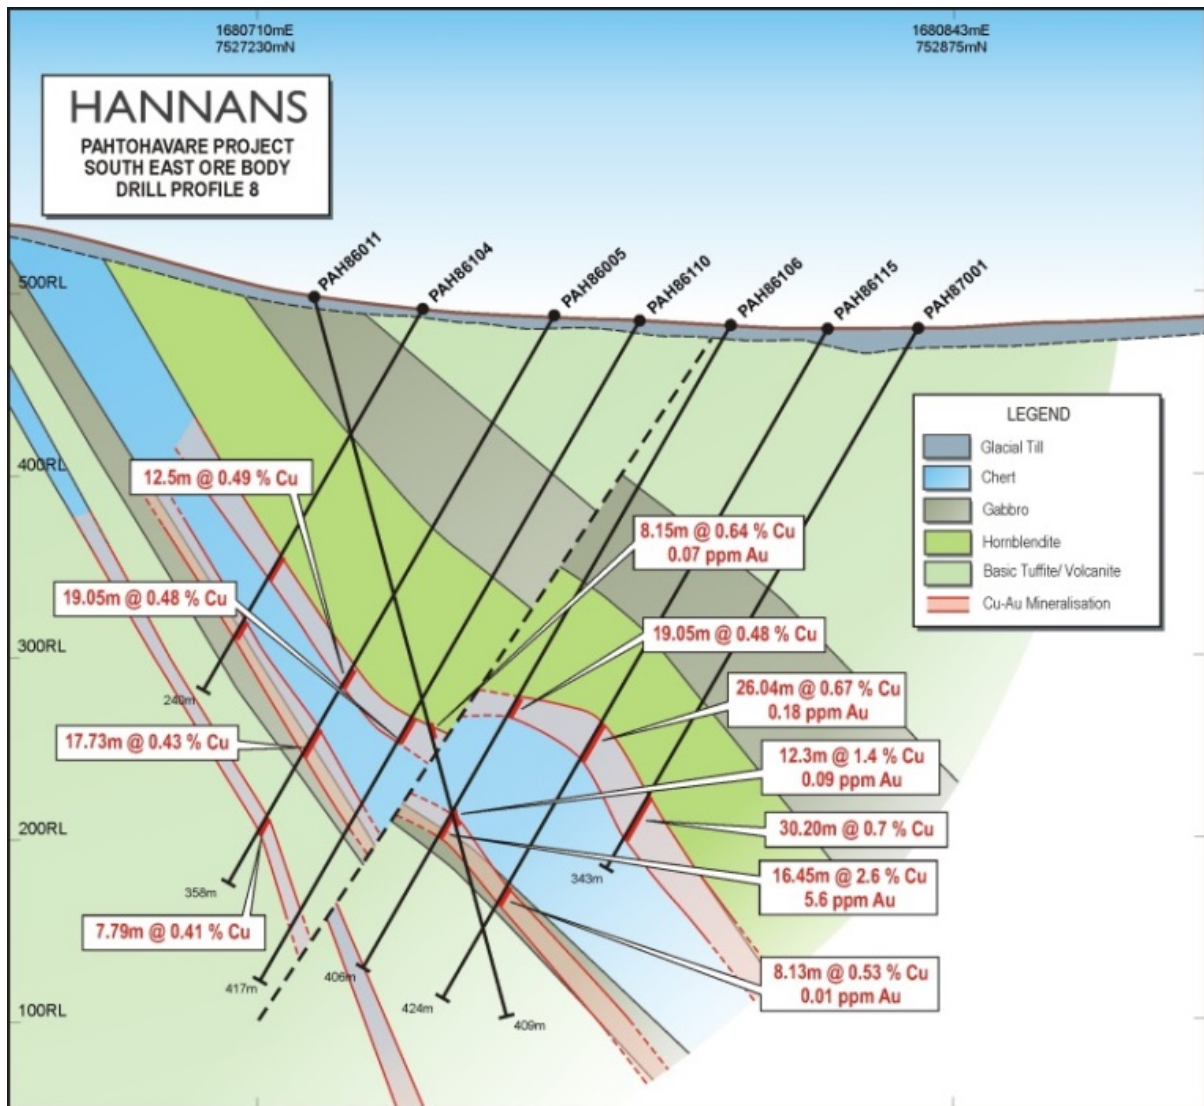 1680710mE
7527230mN
1680843mE
752875mN
HANNANS
PAHTOHAVARE PROJECT
SOUTH EAST ORE BODY
DRILL PROFILE 8
PAH86011
PAH86104
PAH86005
PAH86110
PAH86106
PAH86115
PAH87001
500RL
400RL
300RL
200RL
100RL
LEGEND
Glacial Till
Chert
Gabbro
Hornblendite
Basic Tuffite/ Volcanite
Cu-Au Mineralisation
12.5m @ 0.49 % Cu
8.15m @ 0.64 % Cu
0.07 ppm Au
19.05m @ 0.48 % Cu
19.05m @ 0.48 % Cu
26.04m @ 0.67 % Cu
0.18 ppm Au
17.73m @ 0.43 % Cu
12.3m @ 1.4 % Cu
0.09 ppm Au
30.20m @ 0.7 % Cu
16.45m @ 2.6 % Cu
5.6 ppm Au
7.79m @ 0.41 % Cu
8.13m @ 0.53 % Cu
0.01 ppm Au
240m
358m
343m
417m
406m
424m
409m